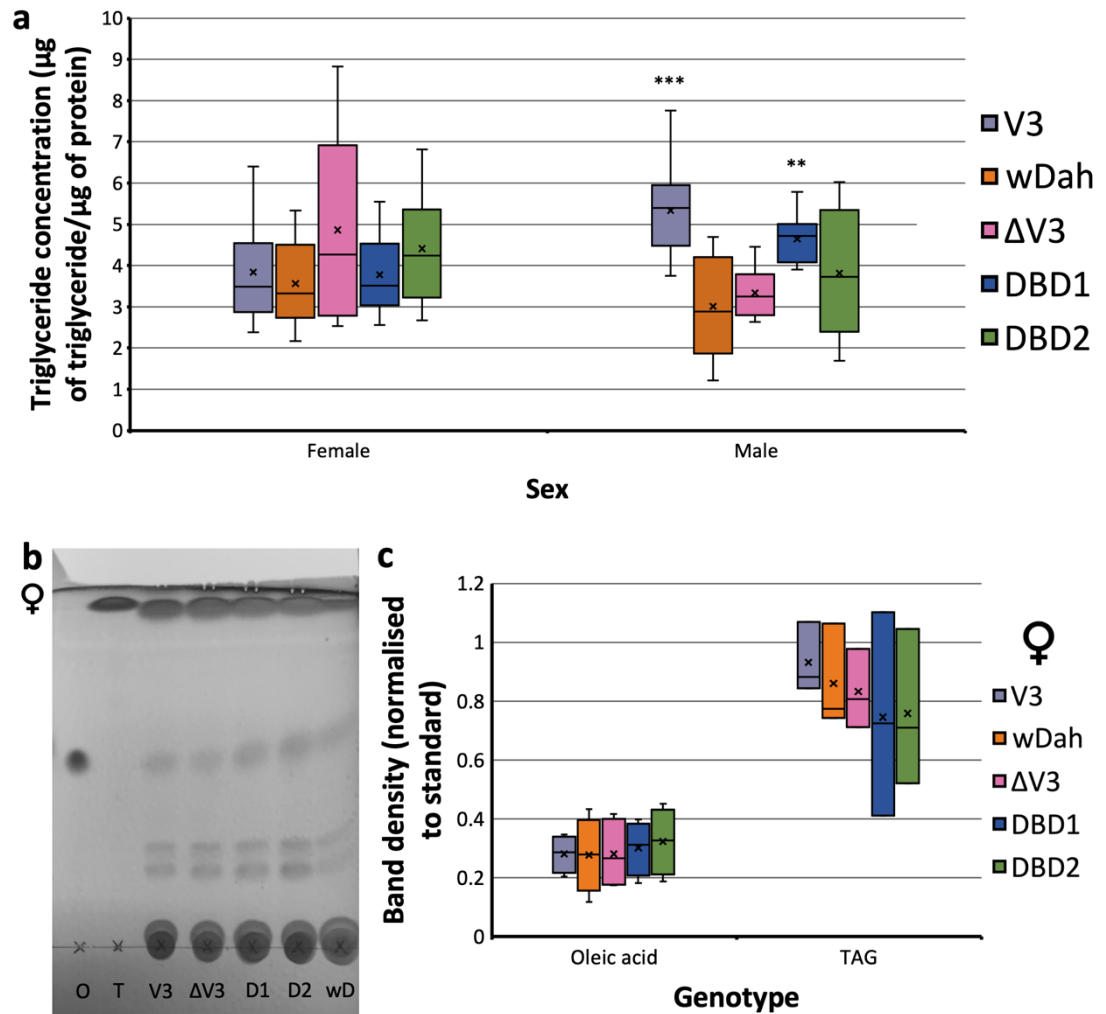 a
Triglyceride concentration (µg
of triglyceride/µg of protein)
10
9
8
7
6
5
4
3
2
1
0
***
**
Female
Male
Sex
V3
wDah
ΔV3
DBD1
DBD2
b
♀
O T V3 ΔV3 D1 D2 wD
c
Band density (normalised
to standard)
1.2
1
0.8
0.6
0.4
0.2
0
Oleic acid
TAG
Genotype
♀
V3
wDah
ΔV3
DBD1
DBD2